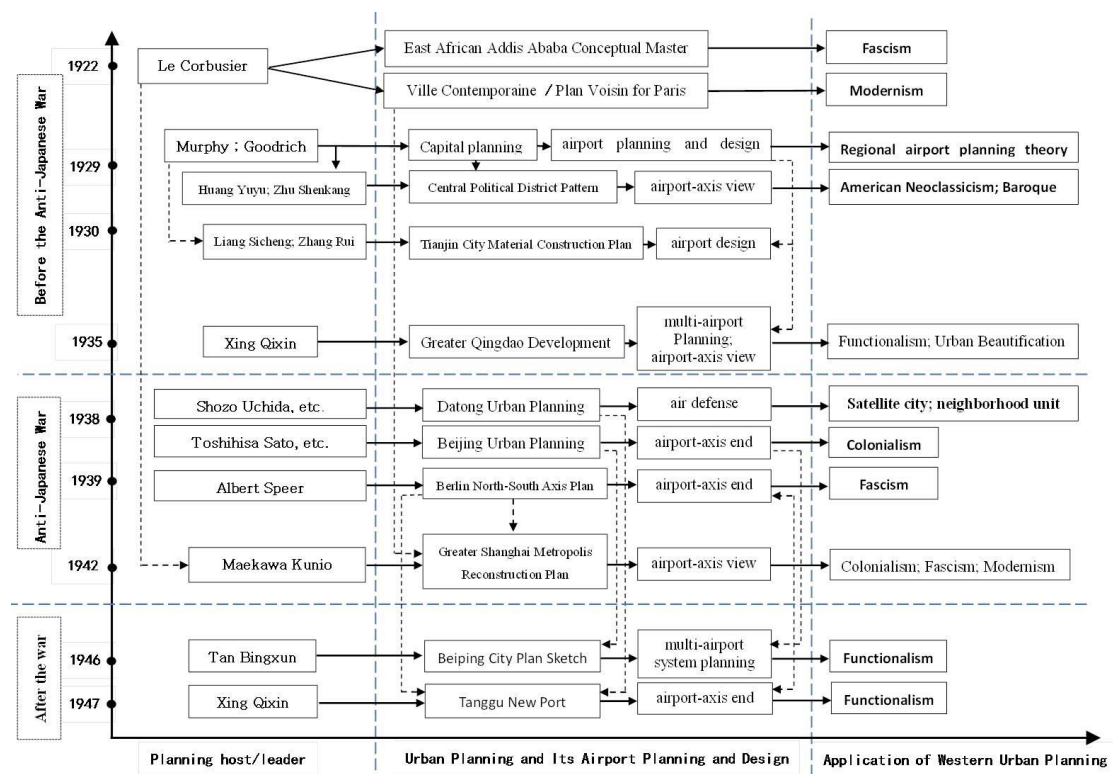 1922
Le Corbusier
East African Addis Ababa Conceptual Master
Fascism
Ville Contemporaine / Plan Voisin for Paris
Modernism
Before the Anti-Japanese War
1929
Murphy; Goodrich
Capital planning
airport planning and design
Regional airport planning theory
Huang Yuyu; Zhu Shenkang
Central Political District Pattern
airport-axis view
American Neoclassicism; Baroque
1930
Liang Sicheng; Zhang Rui
Tianjin City Material Construction Plan
airport design
1935
Xing Qixin
Greater Qingdao Development
multi-airport
Planning;
airport-axis view
Functionalism; Urban Beautification
Anti-Japanese War
1938
Shozo Uchida, etc.
Datong Urban Planning
air defense
Satellite city; neighborhood unit
Toshihisa Sato, etc.
Beijing Urban Planning
airport-axis end
Colonialism
1939
Albert Speer
Berlin North-South Axis Plan
airport-axis end
Fascism
1942
Maekawa Kunio
Greater Shanghai Metropolis
Reconstruction Plan
airport-axis view
Colonialism; Fascism; Modernism
After the war
1946
Tan Bingxun
Beiping City Plan Sketch
multi-airport
system planning
Functionalism
1947
Xing Qixin
Tanggu New Port
airport-axis end
Functionalism
Planning host/leader
Urban Planning and Its Airport Planning and Design
Application of Western Urban Planning